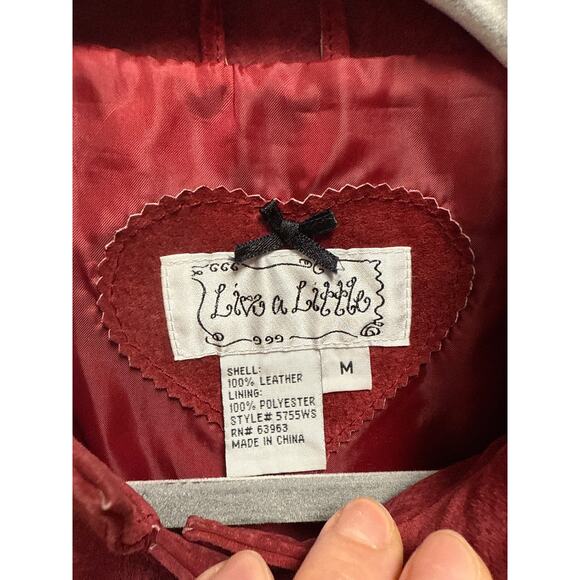 Live a Little
M
SHELL:
100% LEATHER
LINING:
100% POLYESTER
STYLE# 5755WS
RN# 63963
MADE IN CHINA